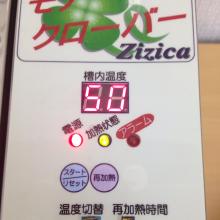 モノ
クローバー
Zizica
槽内温度
50
電源 加熱状態 アラーム
スタート 再加熱
リセット
温度切替 再加熱時間